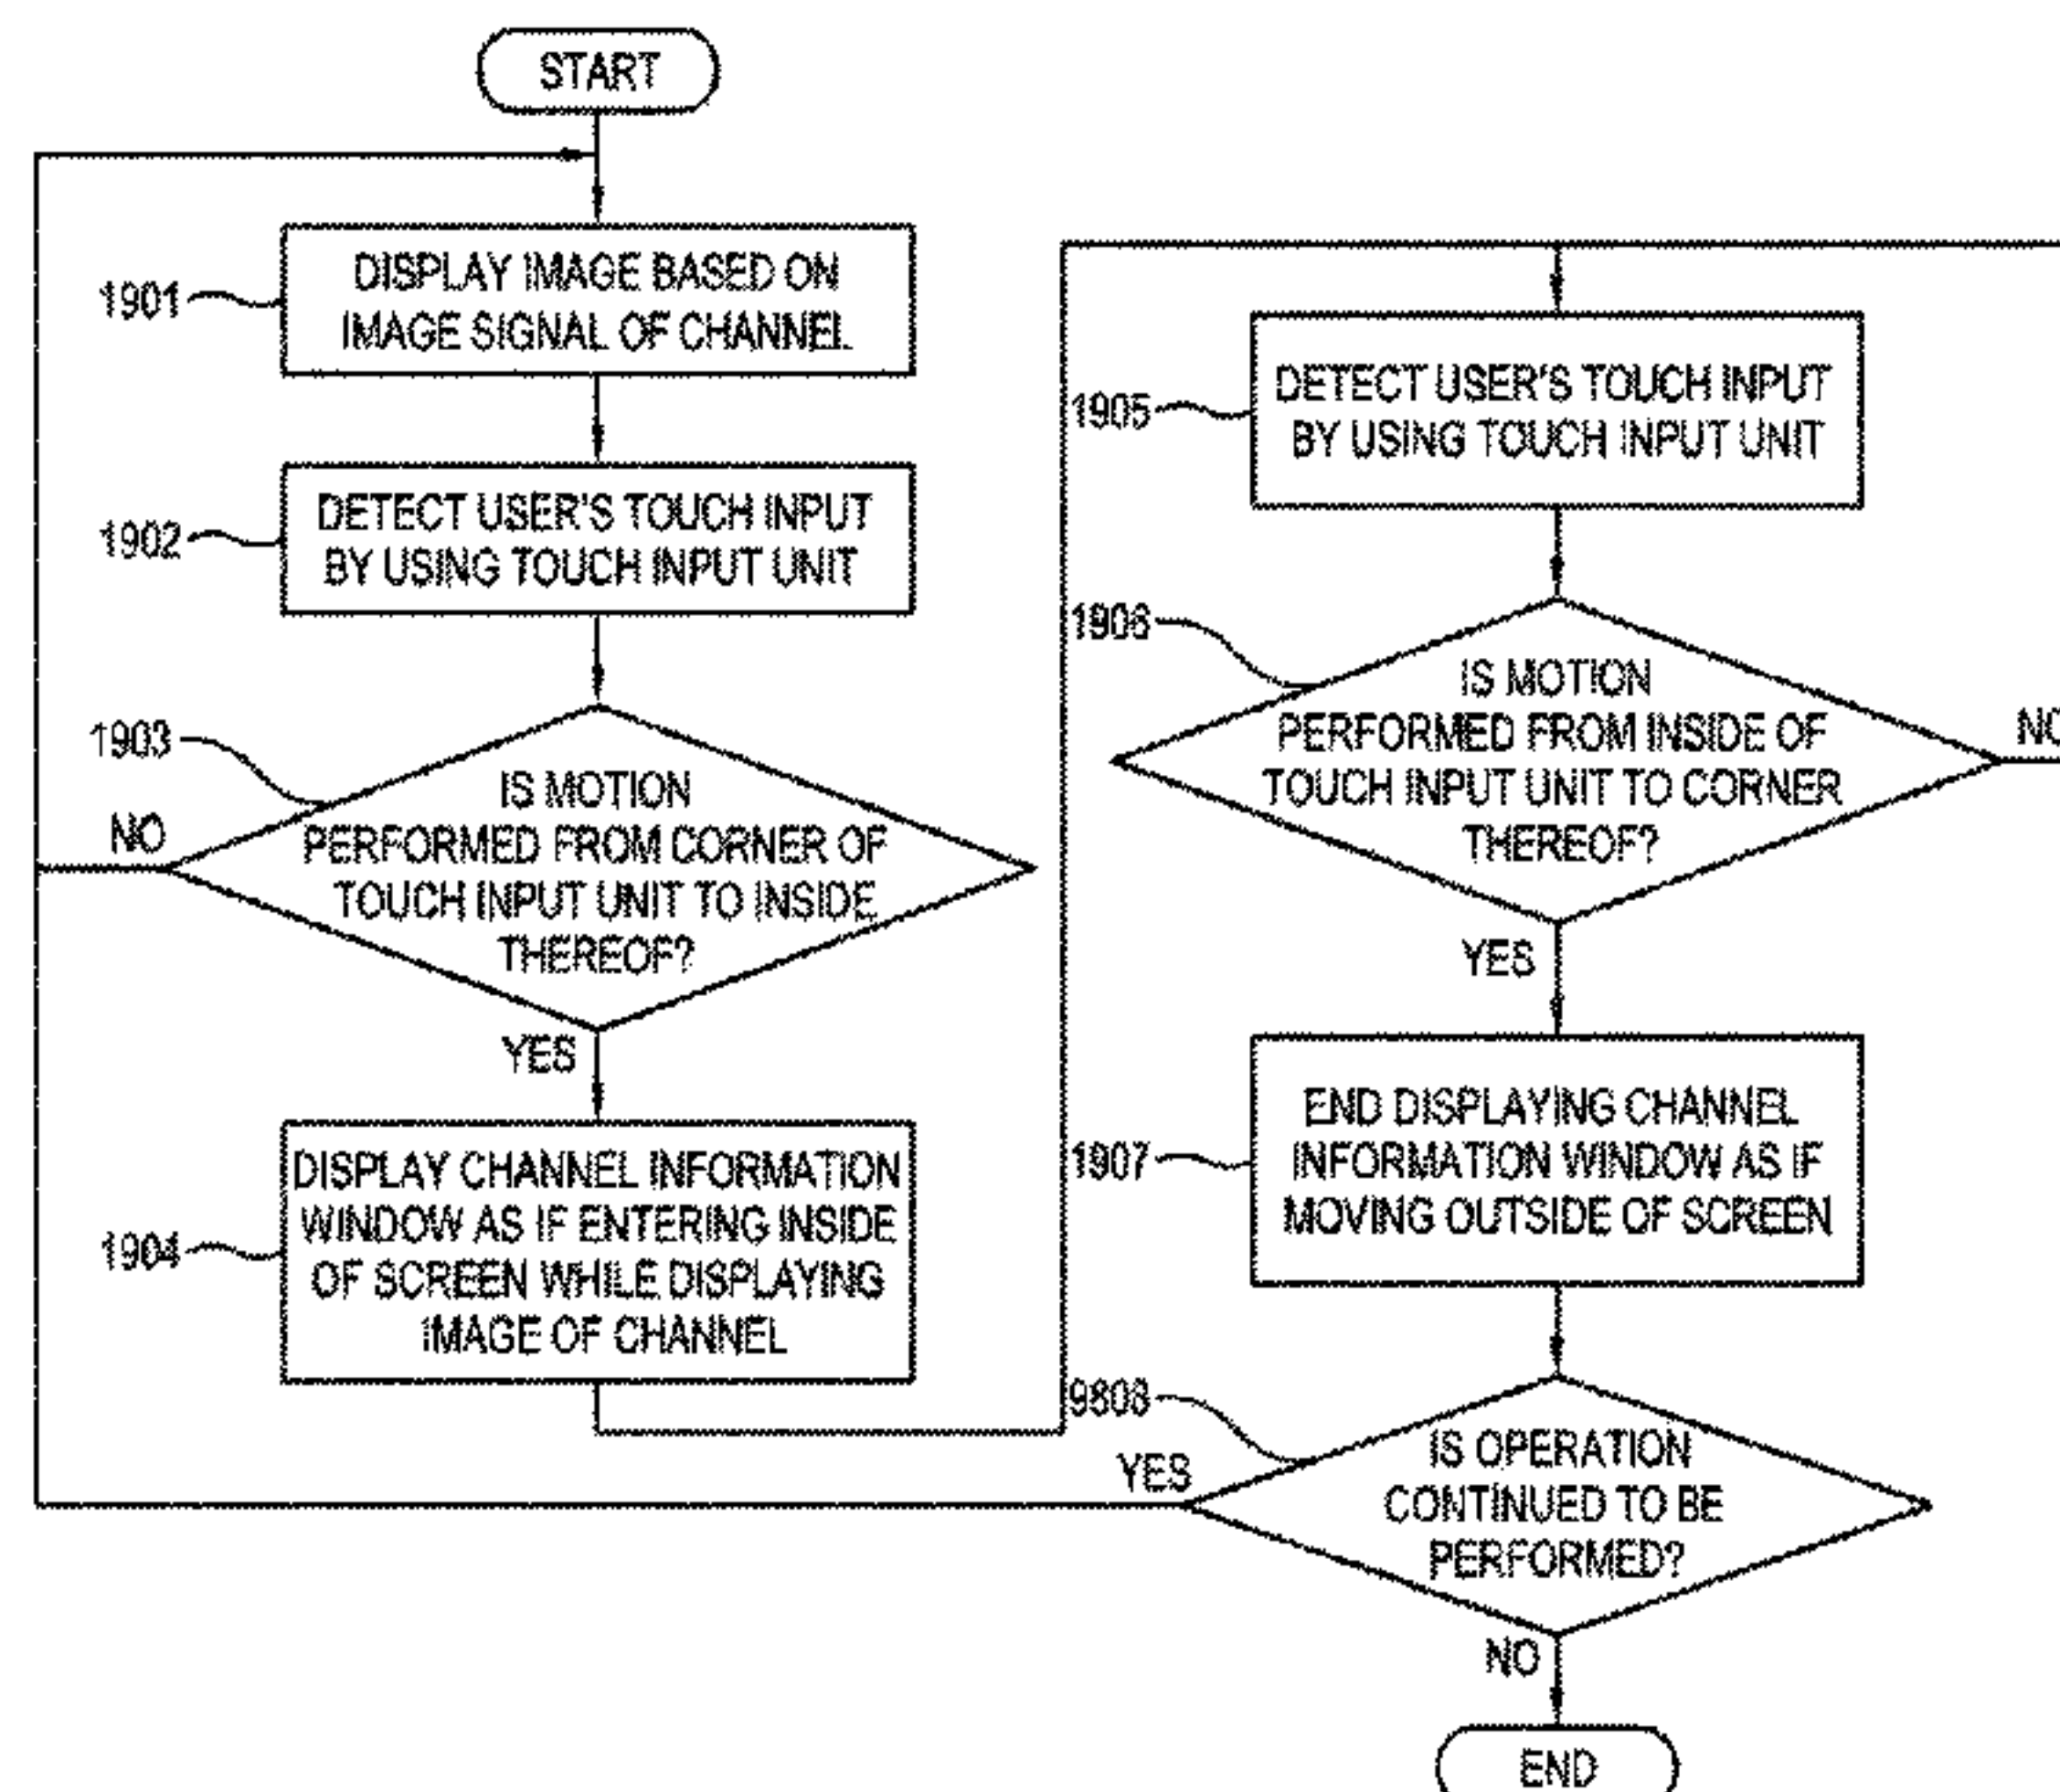 START
1901
DISPLAY IMAGE BASED ON
IMAGE SIGNAL OF CHANNEL
1902
DETECT USER'S TOUCH INPUT
BY USING TOUCH INPUT UNIT
1903
IS MOTION
PERFORMED FROM CORNER OF
TOUCH INPUT UNIT TO INSIDE
THEREOF?
NO
YES
1904
DISPLAY CHANNEL INFORMATION
WINDOW AS IF ENTERING INSIDE
OF SCREEN WHILE DISPLAYING
IMAGE OF CHANNEL
1905
DETECT USER'S TOUCH INPUT
BY USING TOUCH INPUT UNIT
1906
IS MOTION
PERFORMED FROM INSIDE OF
TOUCH INPUT UNIT TO CORNER
THEREOF?
NO
YES
1907
END DISPLAYING CHANNEL
INFORMATION WINDOW AS IF
MOVING OUTSIDE OF SCREEN
9808
IS OPERATION
CONTINUED TO BE
PERFORMED?
YES
NO
END